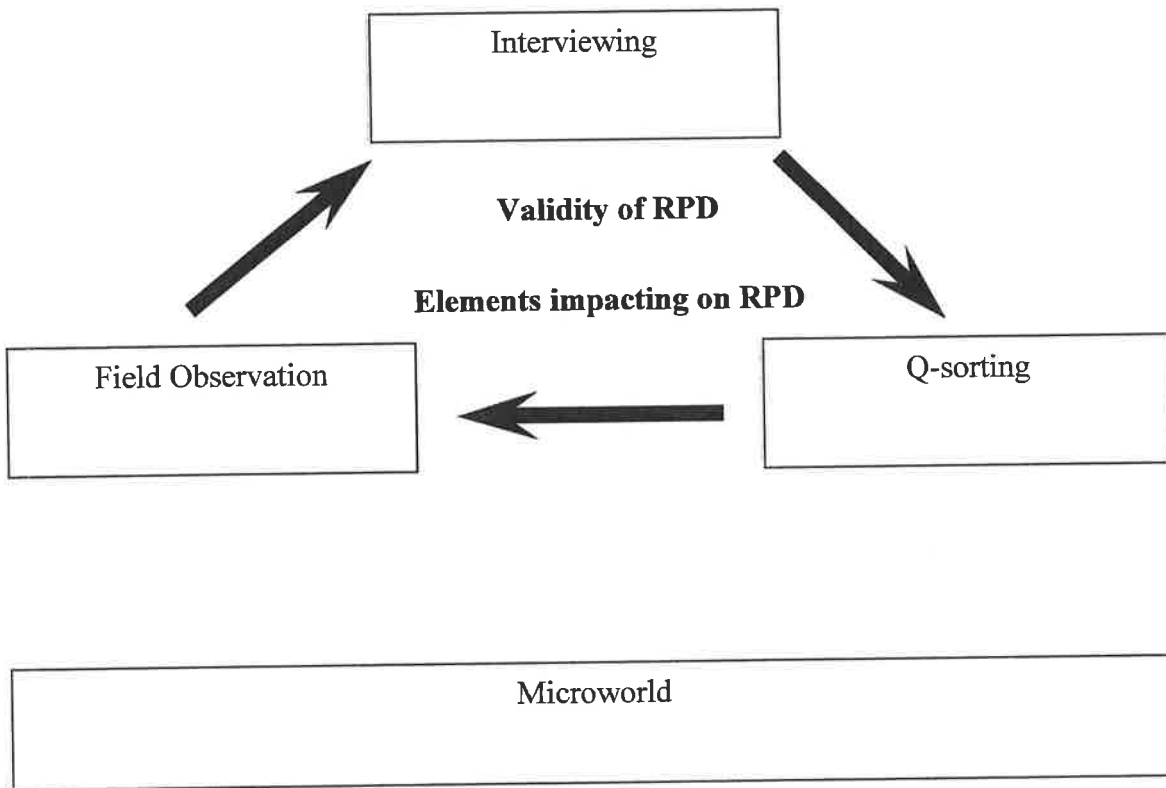 Interviewing
Validity of RPD
Elements impacting on RPD
Field Observation
Q-sorting
Microworld